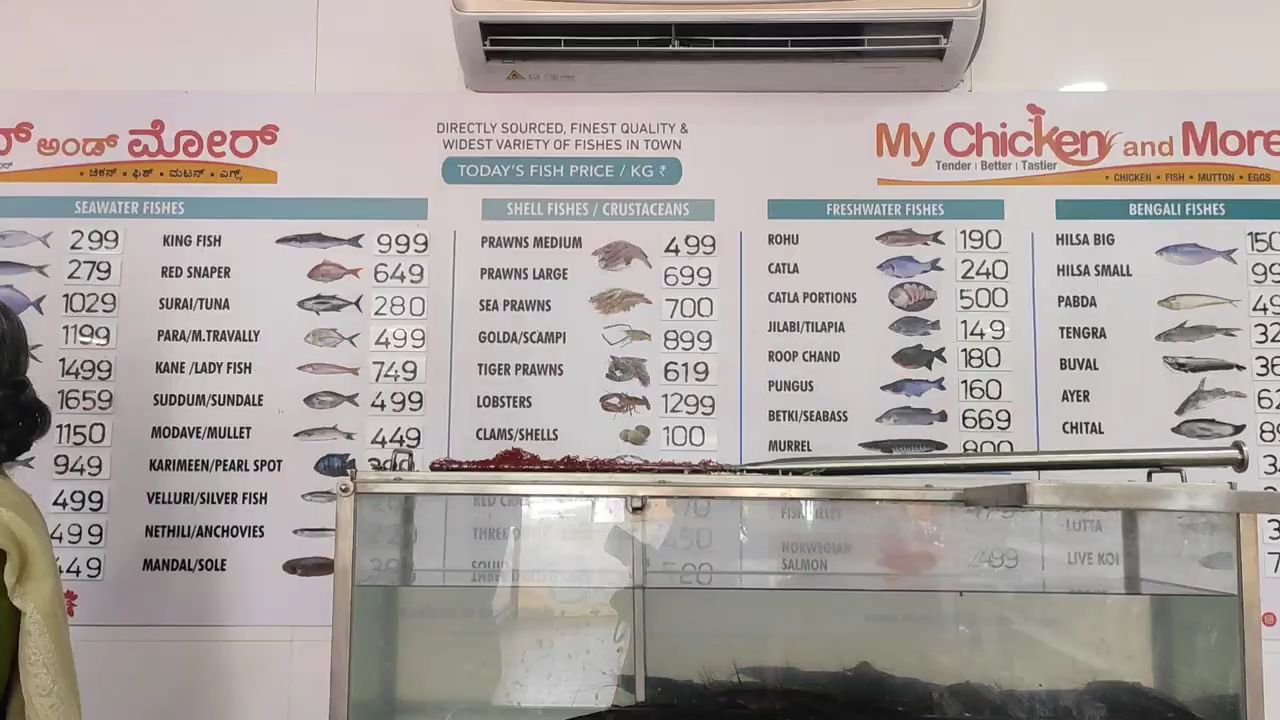 ಅಂಡ್ ಮೋರ್
ಚಿಕನ್ • ಫಿಶ್ • ಮಟನ್ • ಎಗ್ಸ್
DIRECTLY SOURCED, FINEST QUALITY &
WIDEST VARIETY OF FISHES IN TOWN
TODAY'S FISH PRICE / KG ₹
My Chicken and More
Tender | Better | Tastier
• CHICKEN • FISH • MUTTON • EGGS
SEAWATER FISHES
299 KING FISH 999
279 RED SNAPER 649
1029 SURAI/TUNA 280
1199 PARA/M.TRAVALLY 499
1499 KANE /LADY FISH 749
1659 SUDDUM/SUNDALE 499
1150 MODAVE/MULLET 449
949 KARIMEEN/PEARL SPOT
499 VELLURI/SILVER FISH
499 NETHILI/ANCHOVIES
449 MANDAL/SOLE
SHELL FISHES / CRUSTACEANS
PRAWNS MEDIUM 499
PRAWNS LARGE 699
SEA PRAWNS 700
GOLDA/SCAMPI 899
TIGER PRAWNS 619
LOBSTERS 1299
CLAMS/SHELLS 100
RED
THREE
FRESHWATER FISHES
ROHU 190
CATLA 240
CATLA PORTIONS 500
JILABI/TILAPIA 149
ROOP CHAND 180
PUNGUS 160
BETKI/SEABASS 669
MURREL 800
NORWEGIAN
SALMON
BENGALI FISHES
HILSA BIG
HILSA SMALL
PABDA
TENGRA
BUVAL
AYER
CHITAL
LIVE KOI